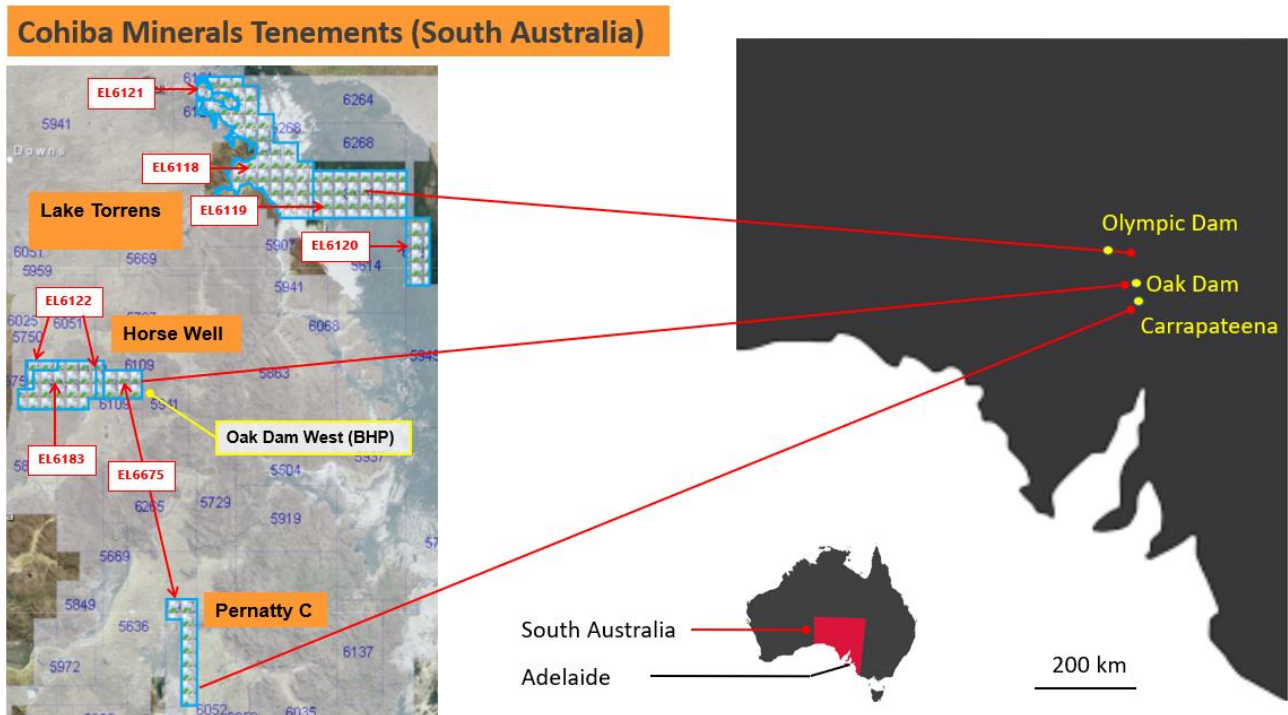 Cohiba Minerals Tenements (South Australia)
EL6121
6264
5941
6268
6268
Downs
EL6118
Lake Torrens
EL6119
EL6120
5907
6051
5959
5669
5941
EL6122
6025
6051
6068
5750
Horse Well
6109
5863
6109
5941
Oak Dam West (BHP)
EL6183
EL6675
5504
6265
5729
5919
5669
5849
Pernatty C
5636
6137
5972
6052
6035
Olympic Dam
Oak Dam
Carrapateena
South Australia
Adelaide
200 km